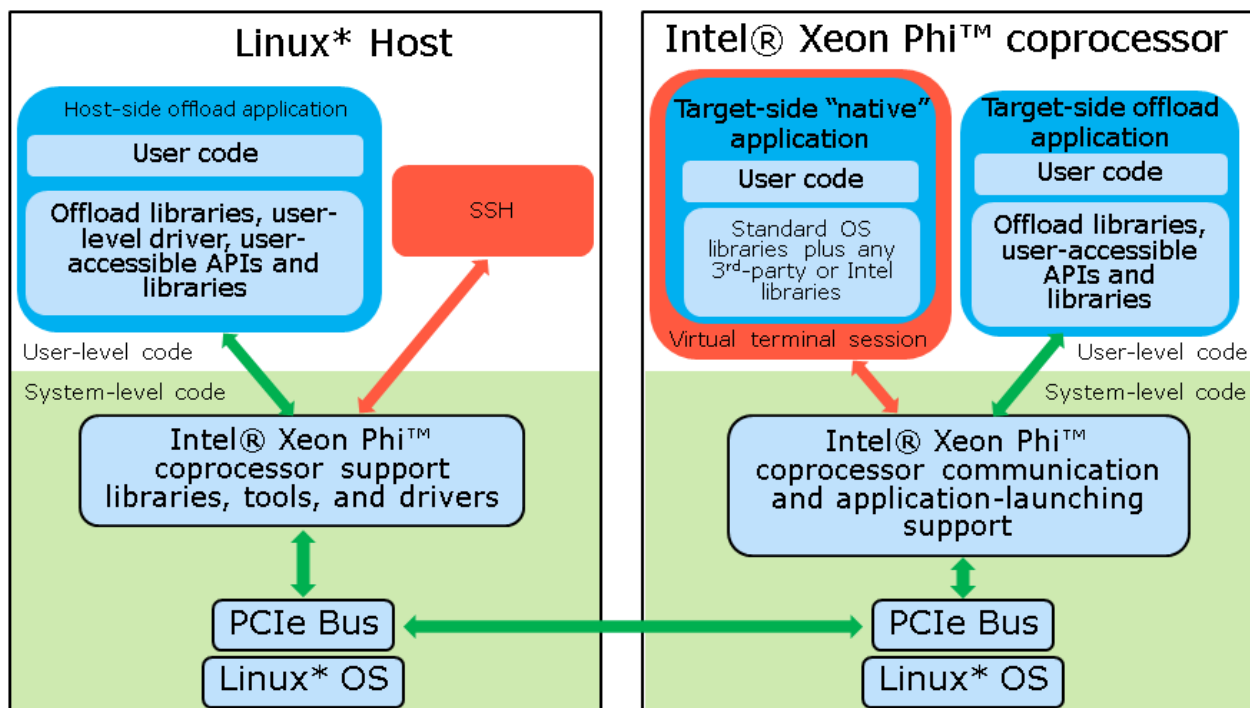 Linux* Host
Host-side offload application
User code
Offload libraries, user-
level driver, user-
accessible APIs and
libraries
SSH
User-level code
System-level code
Intel® Xeon Phi™
coprocessor support
libraries, tools, and drivers
PCIe Bus
Linux* OS
Intel® Xeon Phi™ coprocessor
Target-side “native”
application
User code
Standard OS
libraries plus any
3rd-party or Intel
libraries
Virtual terminal session
Target-side offload
application
User code
Offload libraries,
user-accessible
APIs and
libraries
User-level code
System-level code
Intel® Xeon Phi™
coprocessor communication
and application-launching
support
PCIe Bus
Linux* OS